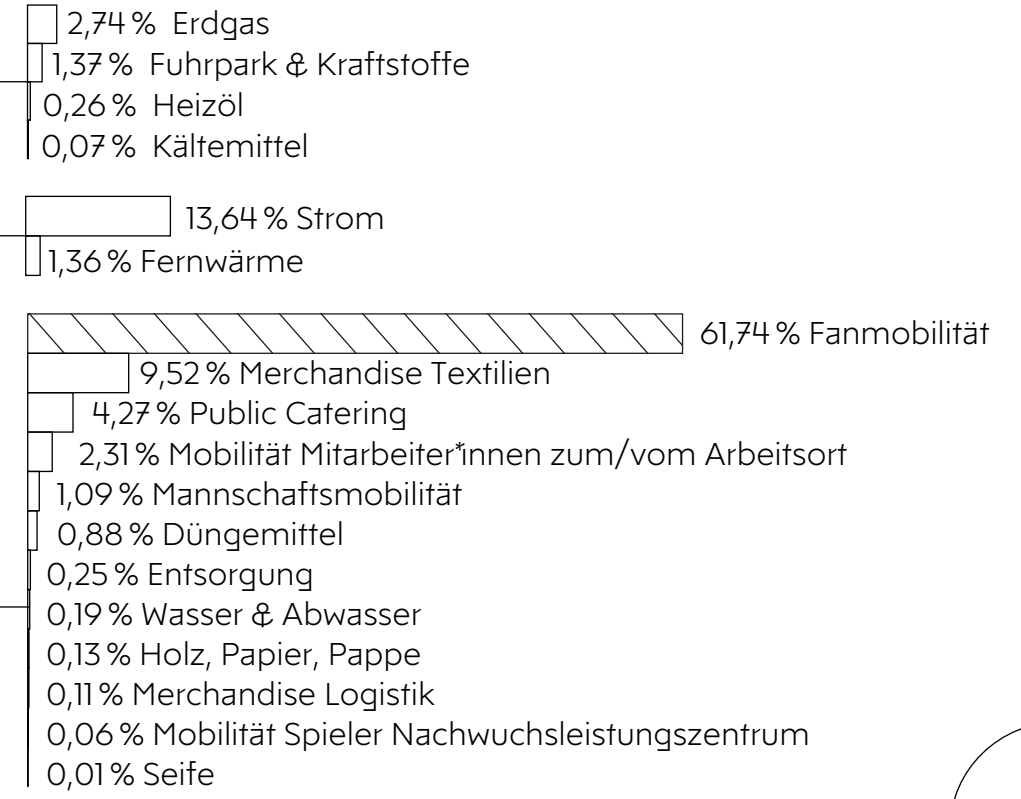 2,74 % Erdgas
1,37 % Fuhrpark & Kraftstoffe
0,26 % Heizöl
0,07 % Kältemittel
13,64 % Strom
1,36 % Fernwärme
61,74 % Fanmobilität
9,52 % Merchandise Textilien
4,27 % Public Catering
2,31 % Mobilität Mitarbeiter*innen zum/vom Arbeitsort
1,09 % Mannschaftsmobilität
0,88 % Düngemittel
0,25 % Entsorgung
0,19 % Wasser & Abwasser
0,13 % Holz, Papier, Pappe
0,11 % Merchandise Logistik
0,06 % Mobilität Spieler Nachwuchsleistungszentrum
0,01 % Seife